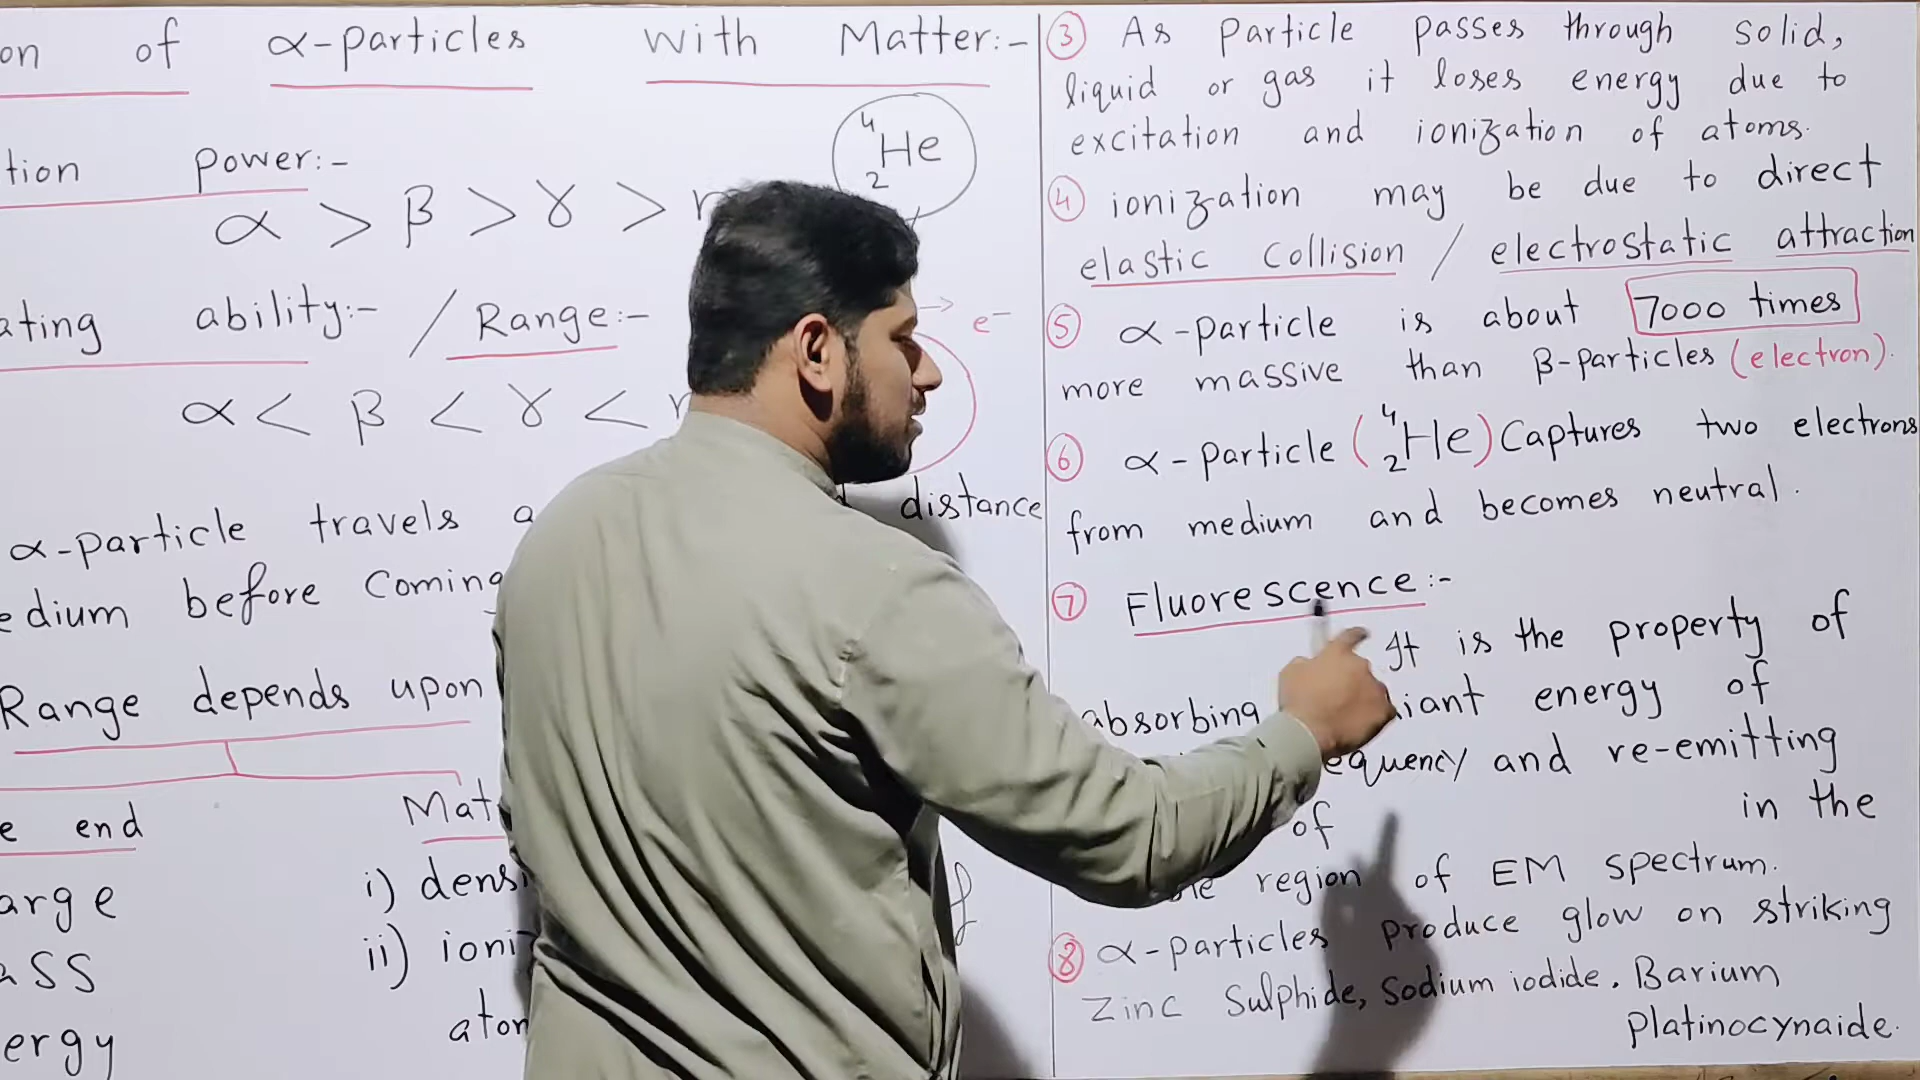 on of α-particles with Matter:-
tion power:-
α > β > γ >
⁴₂He
ating ability:- / Range:-
→ e⁻
α < β < γ <
α-particle travels a distance
edium before Coming
Range depends upon
e end
arge
ass
ergy
Mat
i) densi
ii) ioni
atom
③ As particle passes through solid,
liquid or gas it loses energy due to
excitation and ionization of atoms.
④ ionization may be due to direct
elastic collision / electrostatic attraction
⑤ α-particle is about 7000 times
more massive than β-particles (electron).
⑥ α-particle (⁴₂He) Captures two electrons
from medium and becomes neutral.
⑦ Fluorescence:-
It is the property of
absorbing iant energy of
equency and re-emitting
of in the
region of EM spectrum.
⑧ α-particles produce glow on striking
Zinc Sulphide, Sodium iodide, Barium
Platinocynaide.